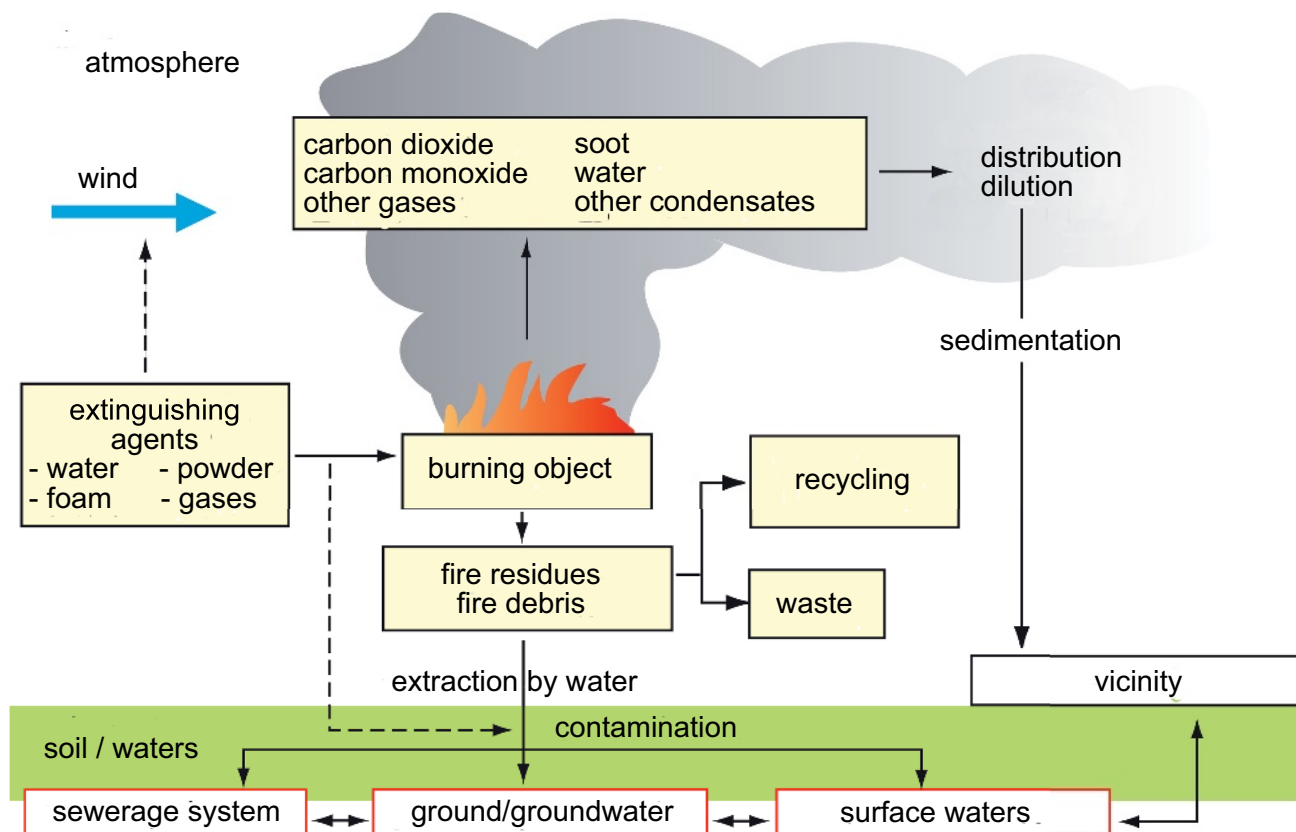 atmosphere
carbon dioxide
carbon monoxide
other gases
soot
water
other condensates
distribution
dilution
wind
sedimentation
extinguishing
agents
- water - powder
- foam - gases
burning object
recycling
fire residues
fire debris
waste
extraction by water
vicinity
contamination
soil / waters
sewerage system
ground/groundwater
surface waters